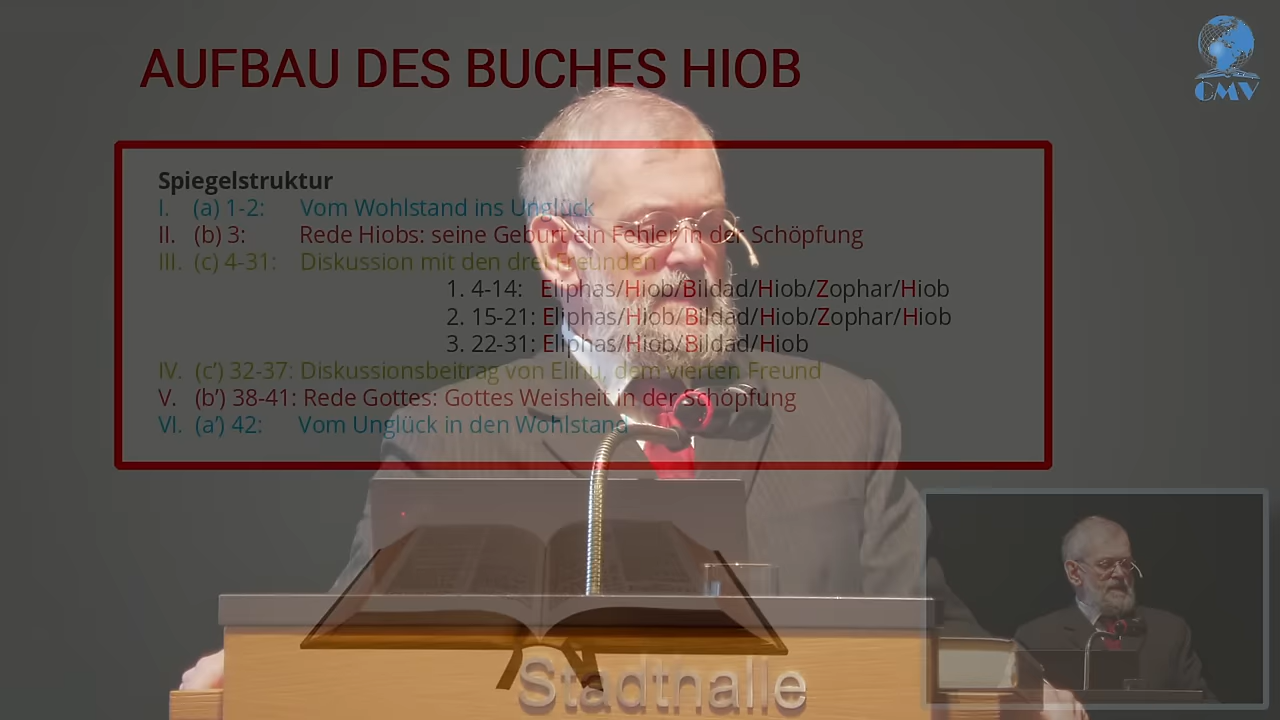 AUFBAU DES BUCHES HIOB
CMV
Spiegelstruktur
I. (a) 1-2: Vom Wohlstand ins Unglück
II. (b) 3: Rede Hiobs: seine Geburt ein Fehler in der Schöpfung
III. (c) 4-31: Diskussion mit den drei Freunden
1. 4-14: Eliphas/Hiob/Bildad/Hiob/Zophar/Hiob
2. 15-21: Eliphas/Hiob/Bildad/Hiob/Zophar/Hiob
3. 22-31: Eliphas/Hiob/Bildad/Hiob
IV. (c’) 32-37: Diskussionsbeitrag von Elihu, dem vierten Freund
V. (b’) 38-41: Rede Gottes: Gottes Weisheit in der Schöpfung
VI. (a’) 42: Vom Unglück in den Wohlstand
Stadthalle